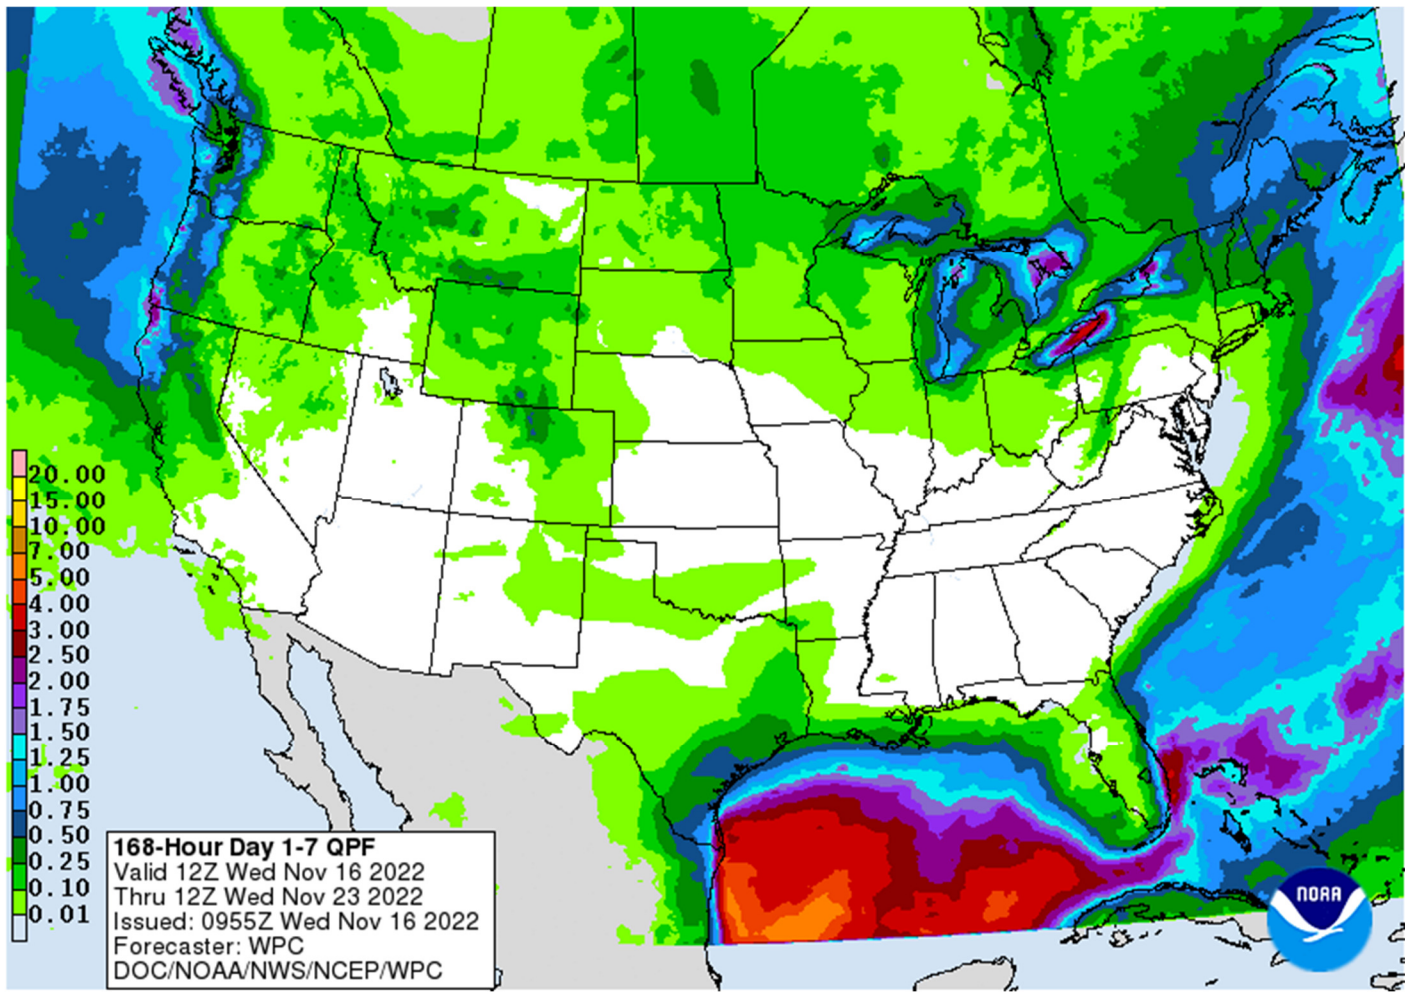 20.00
15.00
10.00
7.00
5.00
4.00
3.00
2.50
2.00
1.75
1.50
1.25
1.00
0.75
0.50
0.25
0.10
0.01
168-Hour Day 1-7 QPF
Valid 12Z Wed Nov 16 2022
Thru 12Z Wed Nov 23 2022
Issued: 0955Z Wed Nov 16 2022
Forecaster: WPC
DOC/NOAA/NWS/NCEP/WPC
NOAA